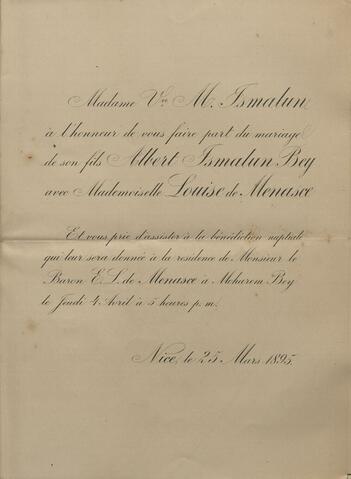 Madame Vve M. Ismalun
à l'honneur de vous faire part du mariage
de son fils Albert Ismalun Bey
avec Mademoiselle Louise de Menasce
Et vous prie d'assister à la bénédiction nuptiale
qui leur sera donnée à la residence de Monsieur le
Baron E. L. de Menasce à Moharem Bey
le Jeudi 4 Avril à 5 heures p.m.
Nice, le 25 Mars 1895.